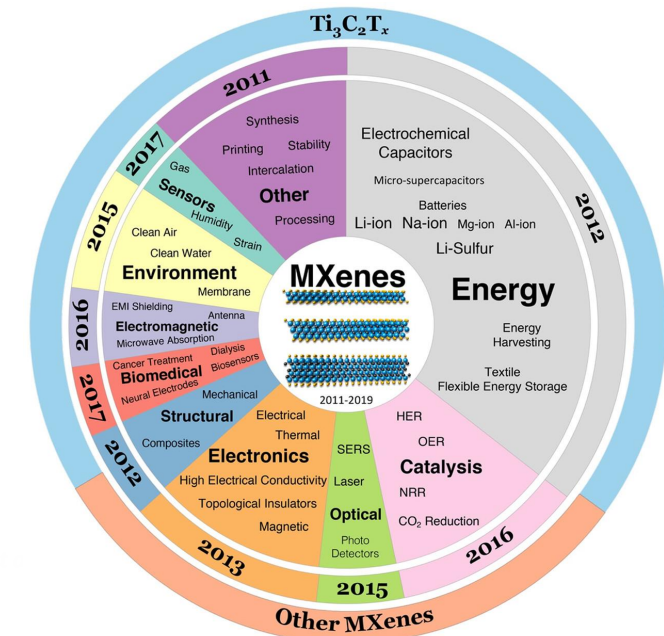 Ti₃C₂Tₓ
2011
Synthesis
Printing
Stability
Intercalation
Other
Processing
2012
Electrochemical
Capacitors
Micro-supercapacitors
Batteries
Li-ion Na-ion Mg-ion Al-ion
Li-Sulfur
Energy
Energy
Harvesting
Textile
Flexible Energy Storage
2017
Gas
Sensors
Humidity
Strain
2015
Clean Air
Clean Water
Environment
Membrane
2016
EMI Shielding
Antenna
Electromagnetic
Microwave Absorption
2017
Cancer Treatment
Dialysis
Biomedical
Biosensors
Neural Electrodes
2012
Mechanical
Structural
Composites
MXenes
2011-2019
2013
Electrical
Thermal
Electronics
High Electrical Conductivity
Topological Insulators
Magnetic
2015
SERS
Laser
Optical
Photo
Detectors
2016
HER
OER
Catalysis
NRR
CO₂ Reduction
Other MXenes